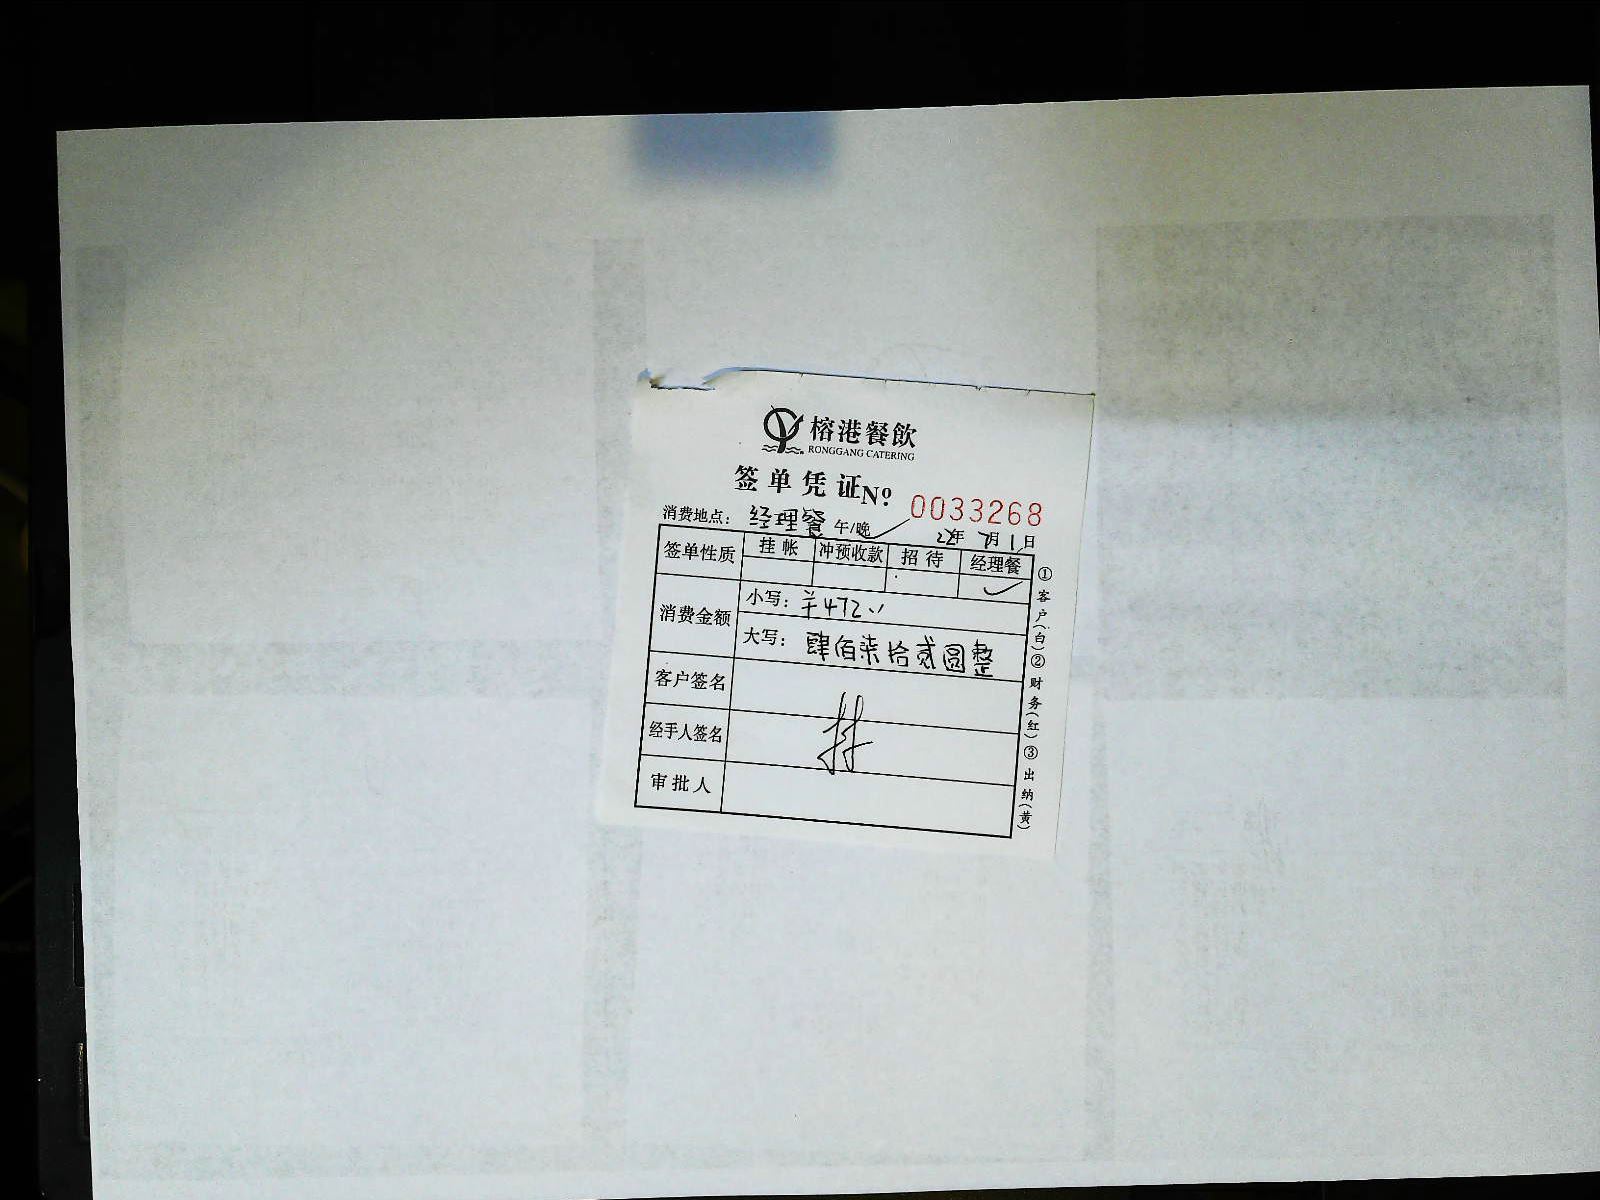 榕港餐飲
RONGGANG CATERING
签单凭证 Nº: 0033268
消费地点: 经理餐 午/晚 22年 7月 1日
签单性质 挂帐 冲预收款 招待 经理餐
消费金额 小写: ¥472
大写: 肆佰柒拾贰圆整
客户签名
经手人签名
审批人
①客户(白)②财务(红)③出纳(黄)